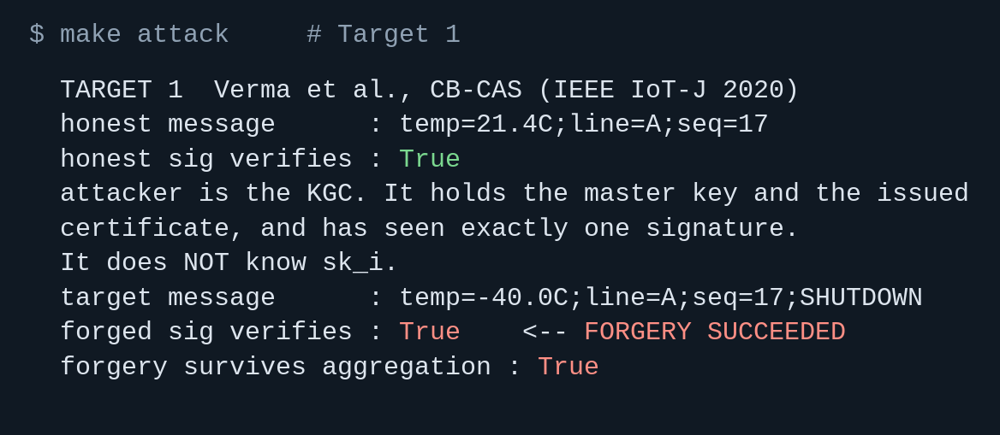 $ make attack     # Target 1
TARGET 1  Verma et al., CB-CAS (IEEE IoT-J 2020)
honest message      : temp=21.4C;line=A;seq=17
honest sig verifies : True
attacker is the KGC. It holds the master key and the issued
certificate, and has seen exactly one signature.
It does NOT know sk_i.
target message      : temp=-40.0C;line=A;seq=17;SHUTDOWN
forged sig verifies : True    <-- FORGERY SUCCEEDED
forgery survives aggregation : True